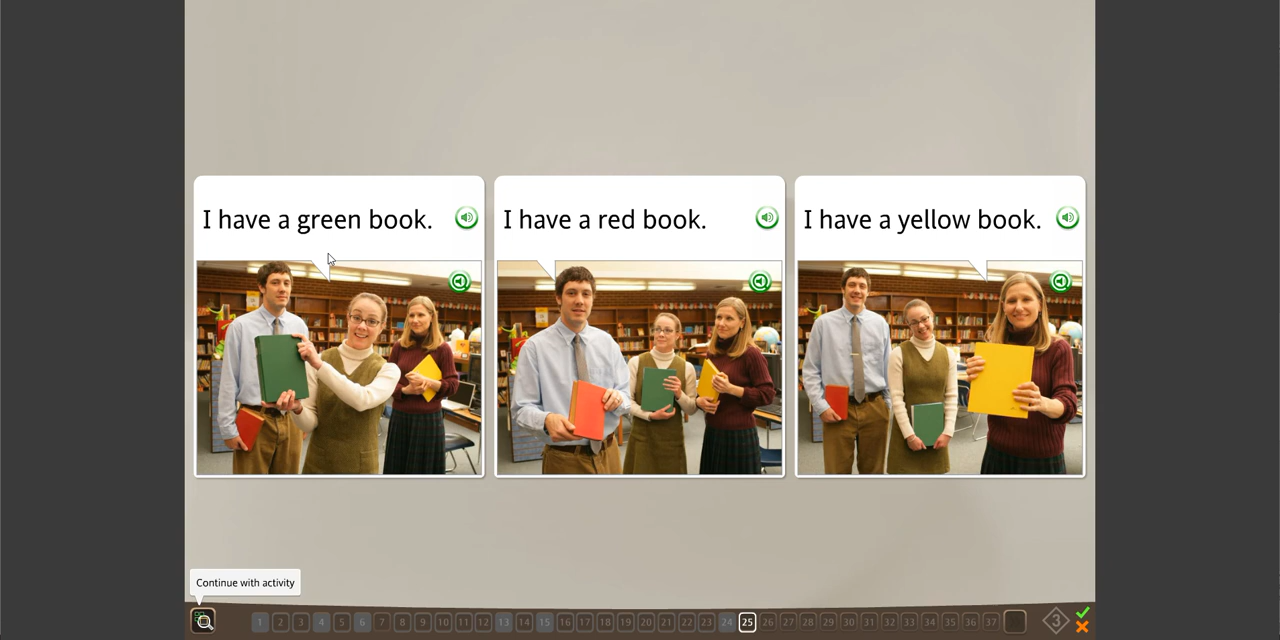 I have a green book.
I have a red book.
I have a yellow book.
Continue with activity
1 2 3 4 5 6 7 8 9 10 11 12 13 14 15 16 17 18 19 20 21 22 23 24 25 26 27 28 29 30 31 32 33 34 35 36 37
3